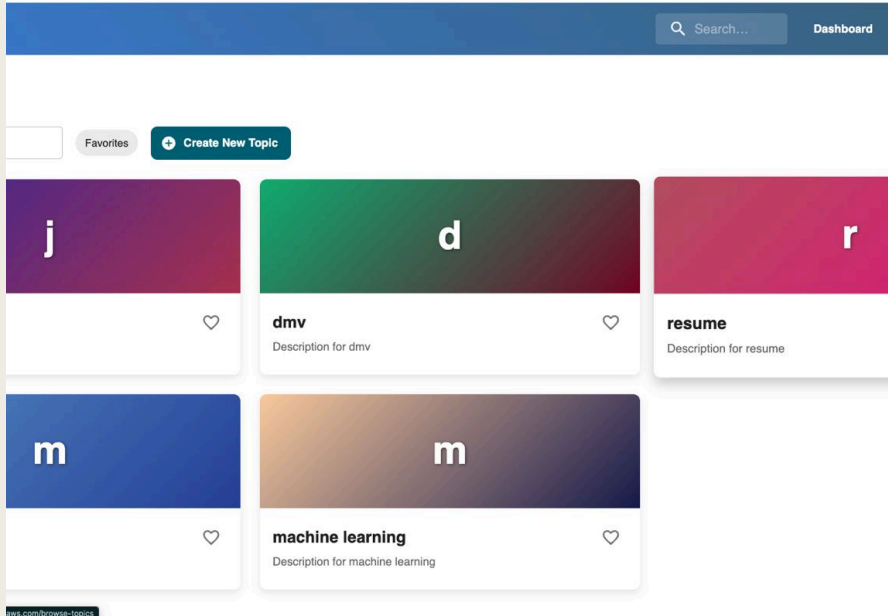 Search...
Dashboard
Favorites
Create New Topic
j
d
r
dmv
Description for dmv
resume
Description for resume
m
m
machine learning
Description for machine learning
aws.com/browse-topics